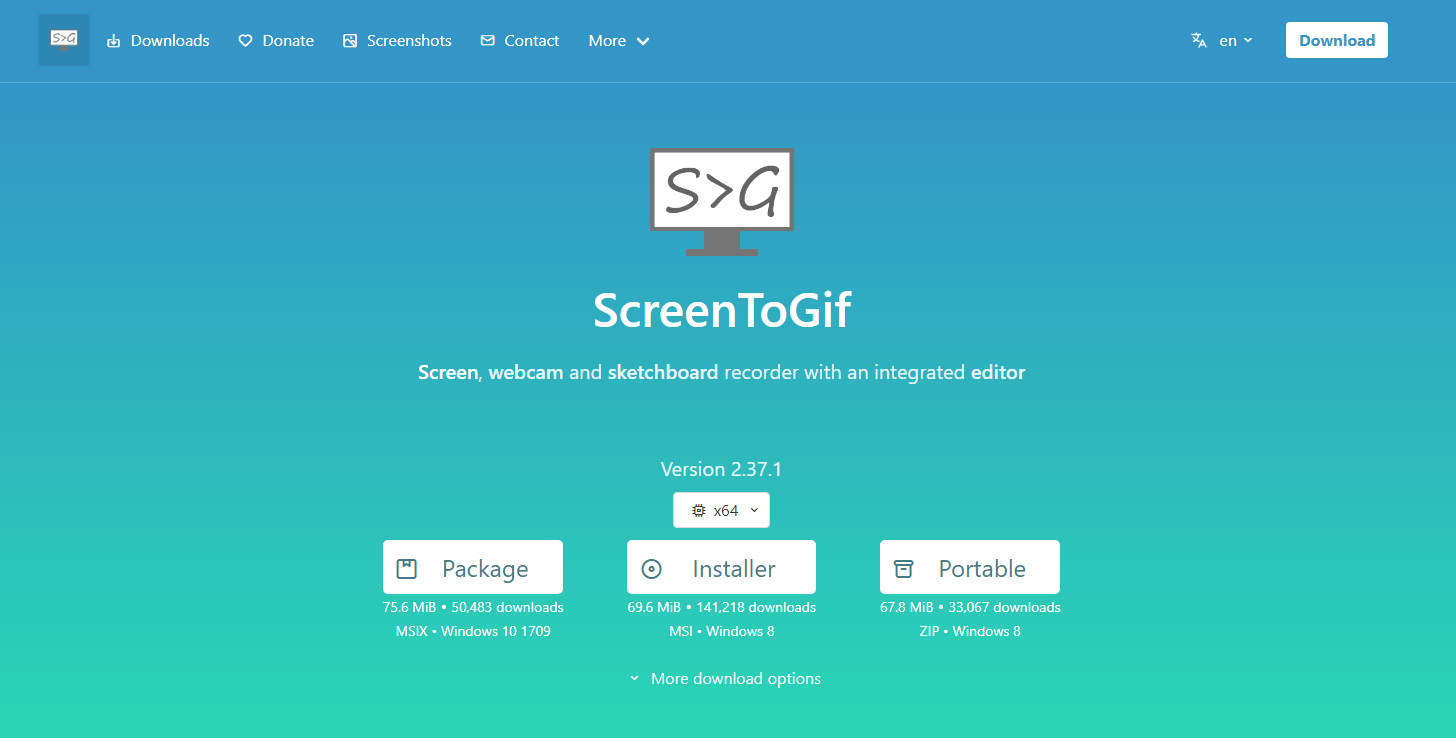 S>G Downloads Donate Screenshots Contact More en Download
S>G
ScreenToGif
Screen, webcam and sketchboard recorder with an integrated editor
Version 2.37.1
x64
Package Installer Portable
75.6 MiB • 50,483 downloads 69.6 MiB • 141,218 downloads 67.8 MiB • 33,067 downloads
MSIX • Windows 10 1709 MSI • Windows 8 ZIP • Windows 8
More download options